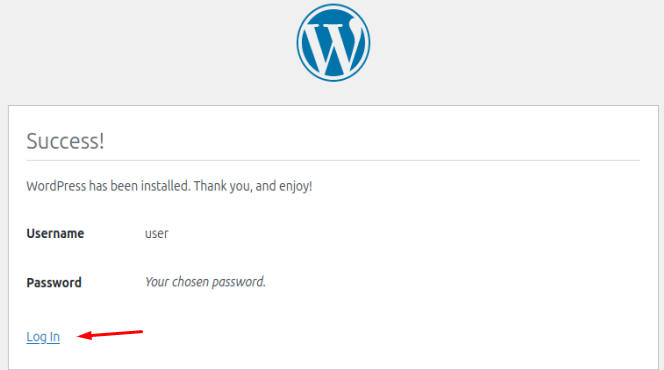 Success!
WordPress has been installed. Thank you, and enjoy!
Username user
Password Your chosen password.
Log In